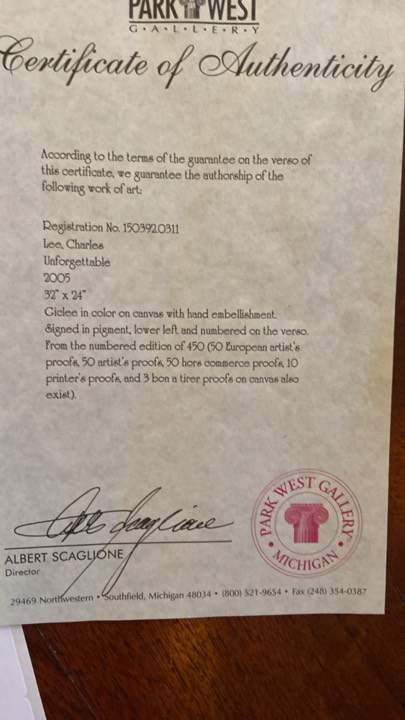 PARK WEST
G·A·L·L·E·R·Y
Certificate of Authenticity
According to the terms of the guarantee on the verso of
this certificate, we guarantee the authorship of the
following work of art:
Registration No. 1503920311
Lee, Charles
Unforgettable
2005
32" x 24"
Giclee in color on canvas with hand embellishment.
Signed in pigment, lower left and numbered on the verso.
From the numbered edition of 450 (50 European artist's
proofs, 50 artist's proofs, 50 hors commerce proofs, 10
printer's proofs, and 3 bon a tirer proofs on canvas also
exist).
PARK WEST GALLERY
• MICHIGAN •
ALBERT SCAGLIONE
Director
29469 Northwestern • Southfield, Michigan 48034 • (800) 521-9654 • Fax (248) 354-0387